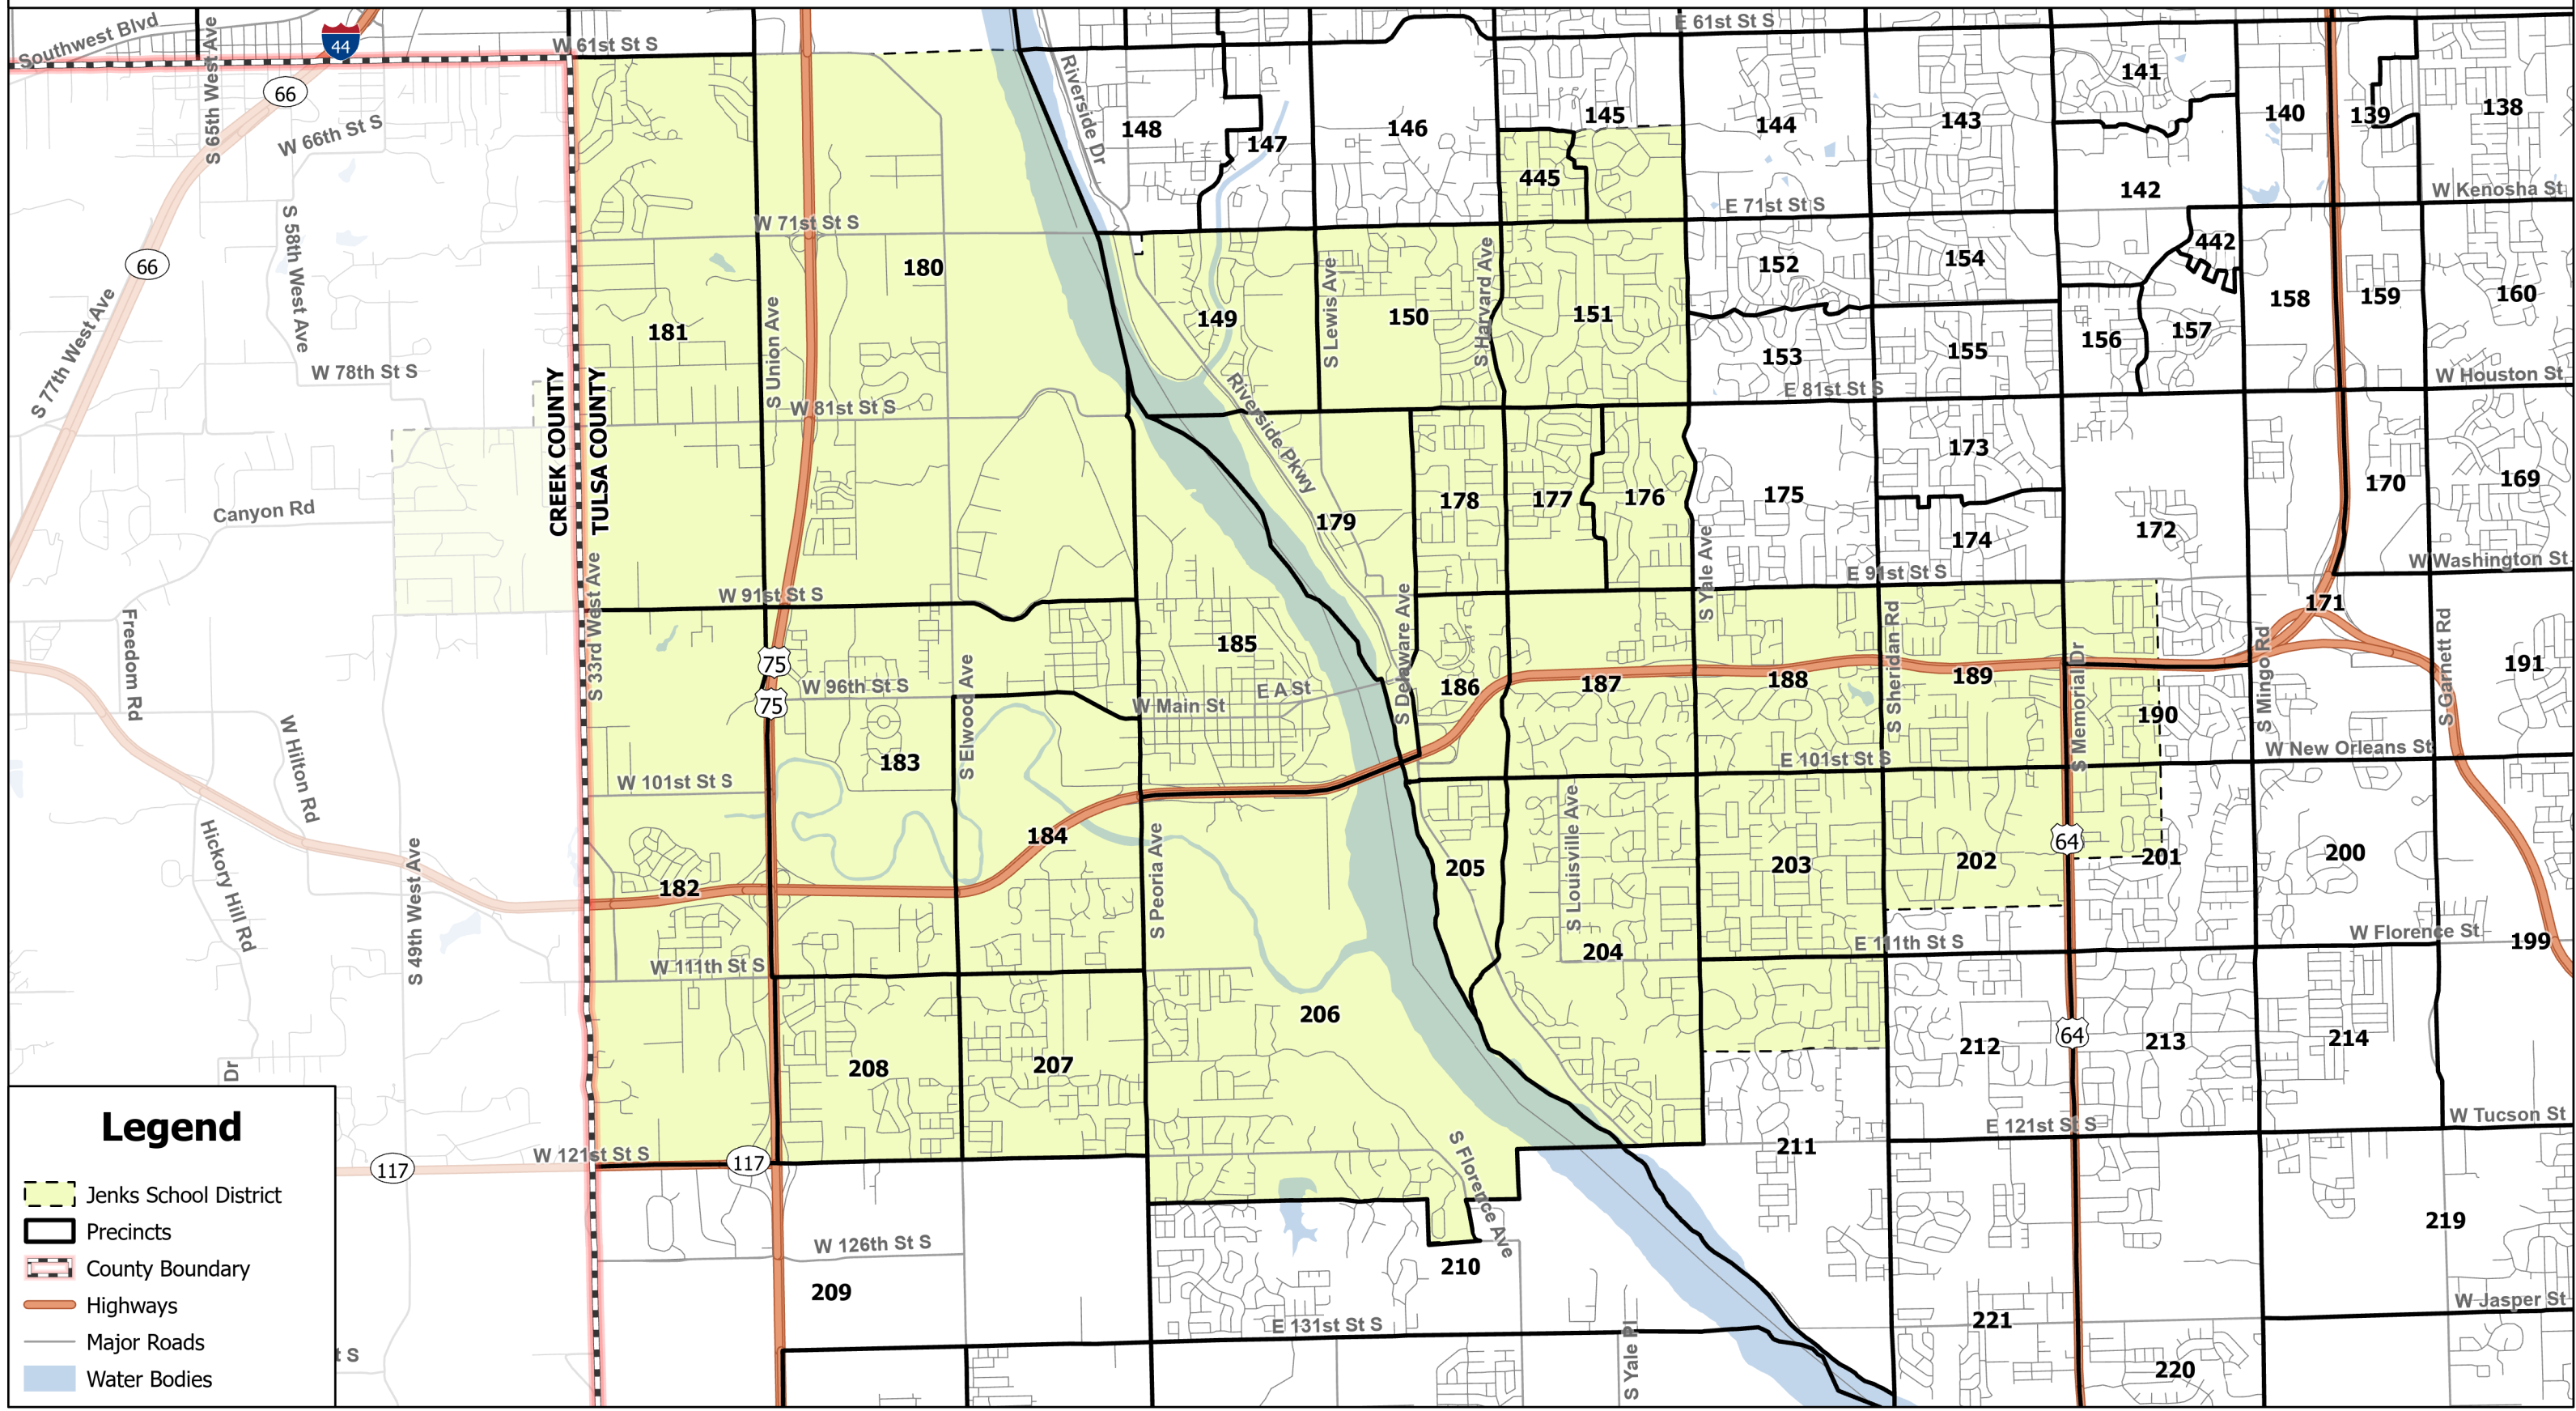 Southwest Blvd
S 65th West Ave
44
W 61st St S
E 61st St S
66
W 66th St S
Riverside Dr
148
147
146
145
144
143
141
140
139
138
445
142
W Kenosha St
S 58th West Ave
W 71st St S
E 71st St S
66
180
181
S Union Ave
149
S Lewis Ave
150
S Harvard Ave
151
152
154
442
158
159
160
156
157
153
155
S 77th West Ave
W 78th St S
CREEK COUNTY
TULSA COUNTY
W 81st St S
Riverside Pkwy
E 81st St S
W Houston St
Canyon Rd
179
178
177
176
175
173
174
172
170
169
W Washington St
W 91st St S
E 91st St S
S Yale Ave
171
Freedom Rd
S 33rd West Ave
75
75
W 96th St S
S Elwood Ave
185
W Main St
E A St
S Delaware Ave
186
187
188
S Sheridan Rd
189
S Memorial Dr
190
S Mingo Rd
S Garnett Rd
191
W Hilton Rd
183
W 101st St S
E 101st St S
W New Orleans St
Hickory Hill Rd
S 49th West Ave
182
184
S Peoria Ave
205
S Louisville Ave
204
203
202
64
201
200
199
W 111th St S
E 111th St S
W Florence St
206
208
207
212
64
213
214
Dr
W 121st St S
117
117
E 121st St S
W Tucson St
211
S Florence Ave
210
W 126th St S
209
219
E 131st St S
S Yale Pl
221
220
W Jasper St
t S
Legend
Jenks School District
Precincts
County Boundary
Highways
Major Roads
Water Bodies